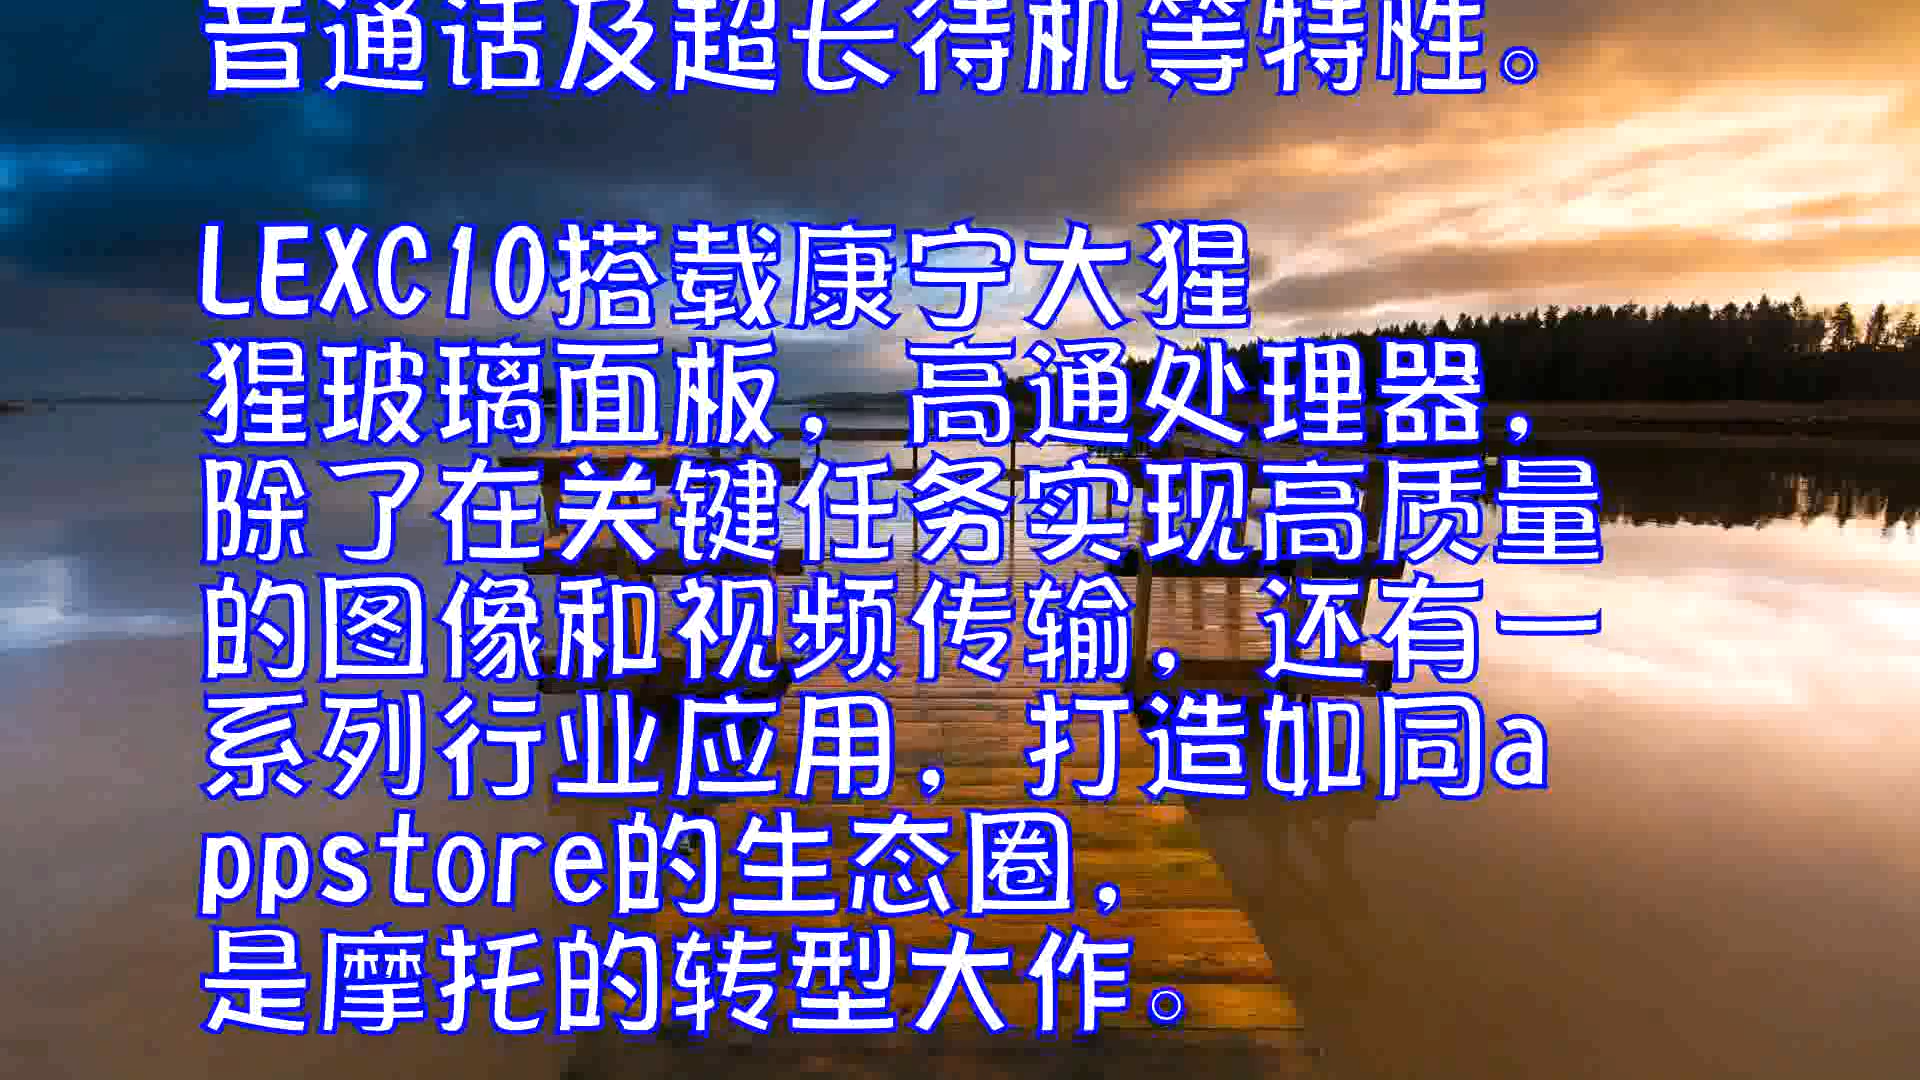 音通话及超长待机等特性。
LEXC10搭载康宁大猩
猩玻璃面板，高通处理器，
除了在关键任务实现高质量
的图像和视频传输，还有一
系列行业应用，打造如同a
ppstore的生态圈，
是摩托的转型大作。